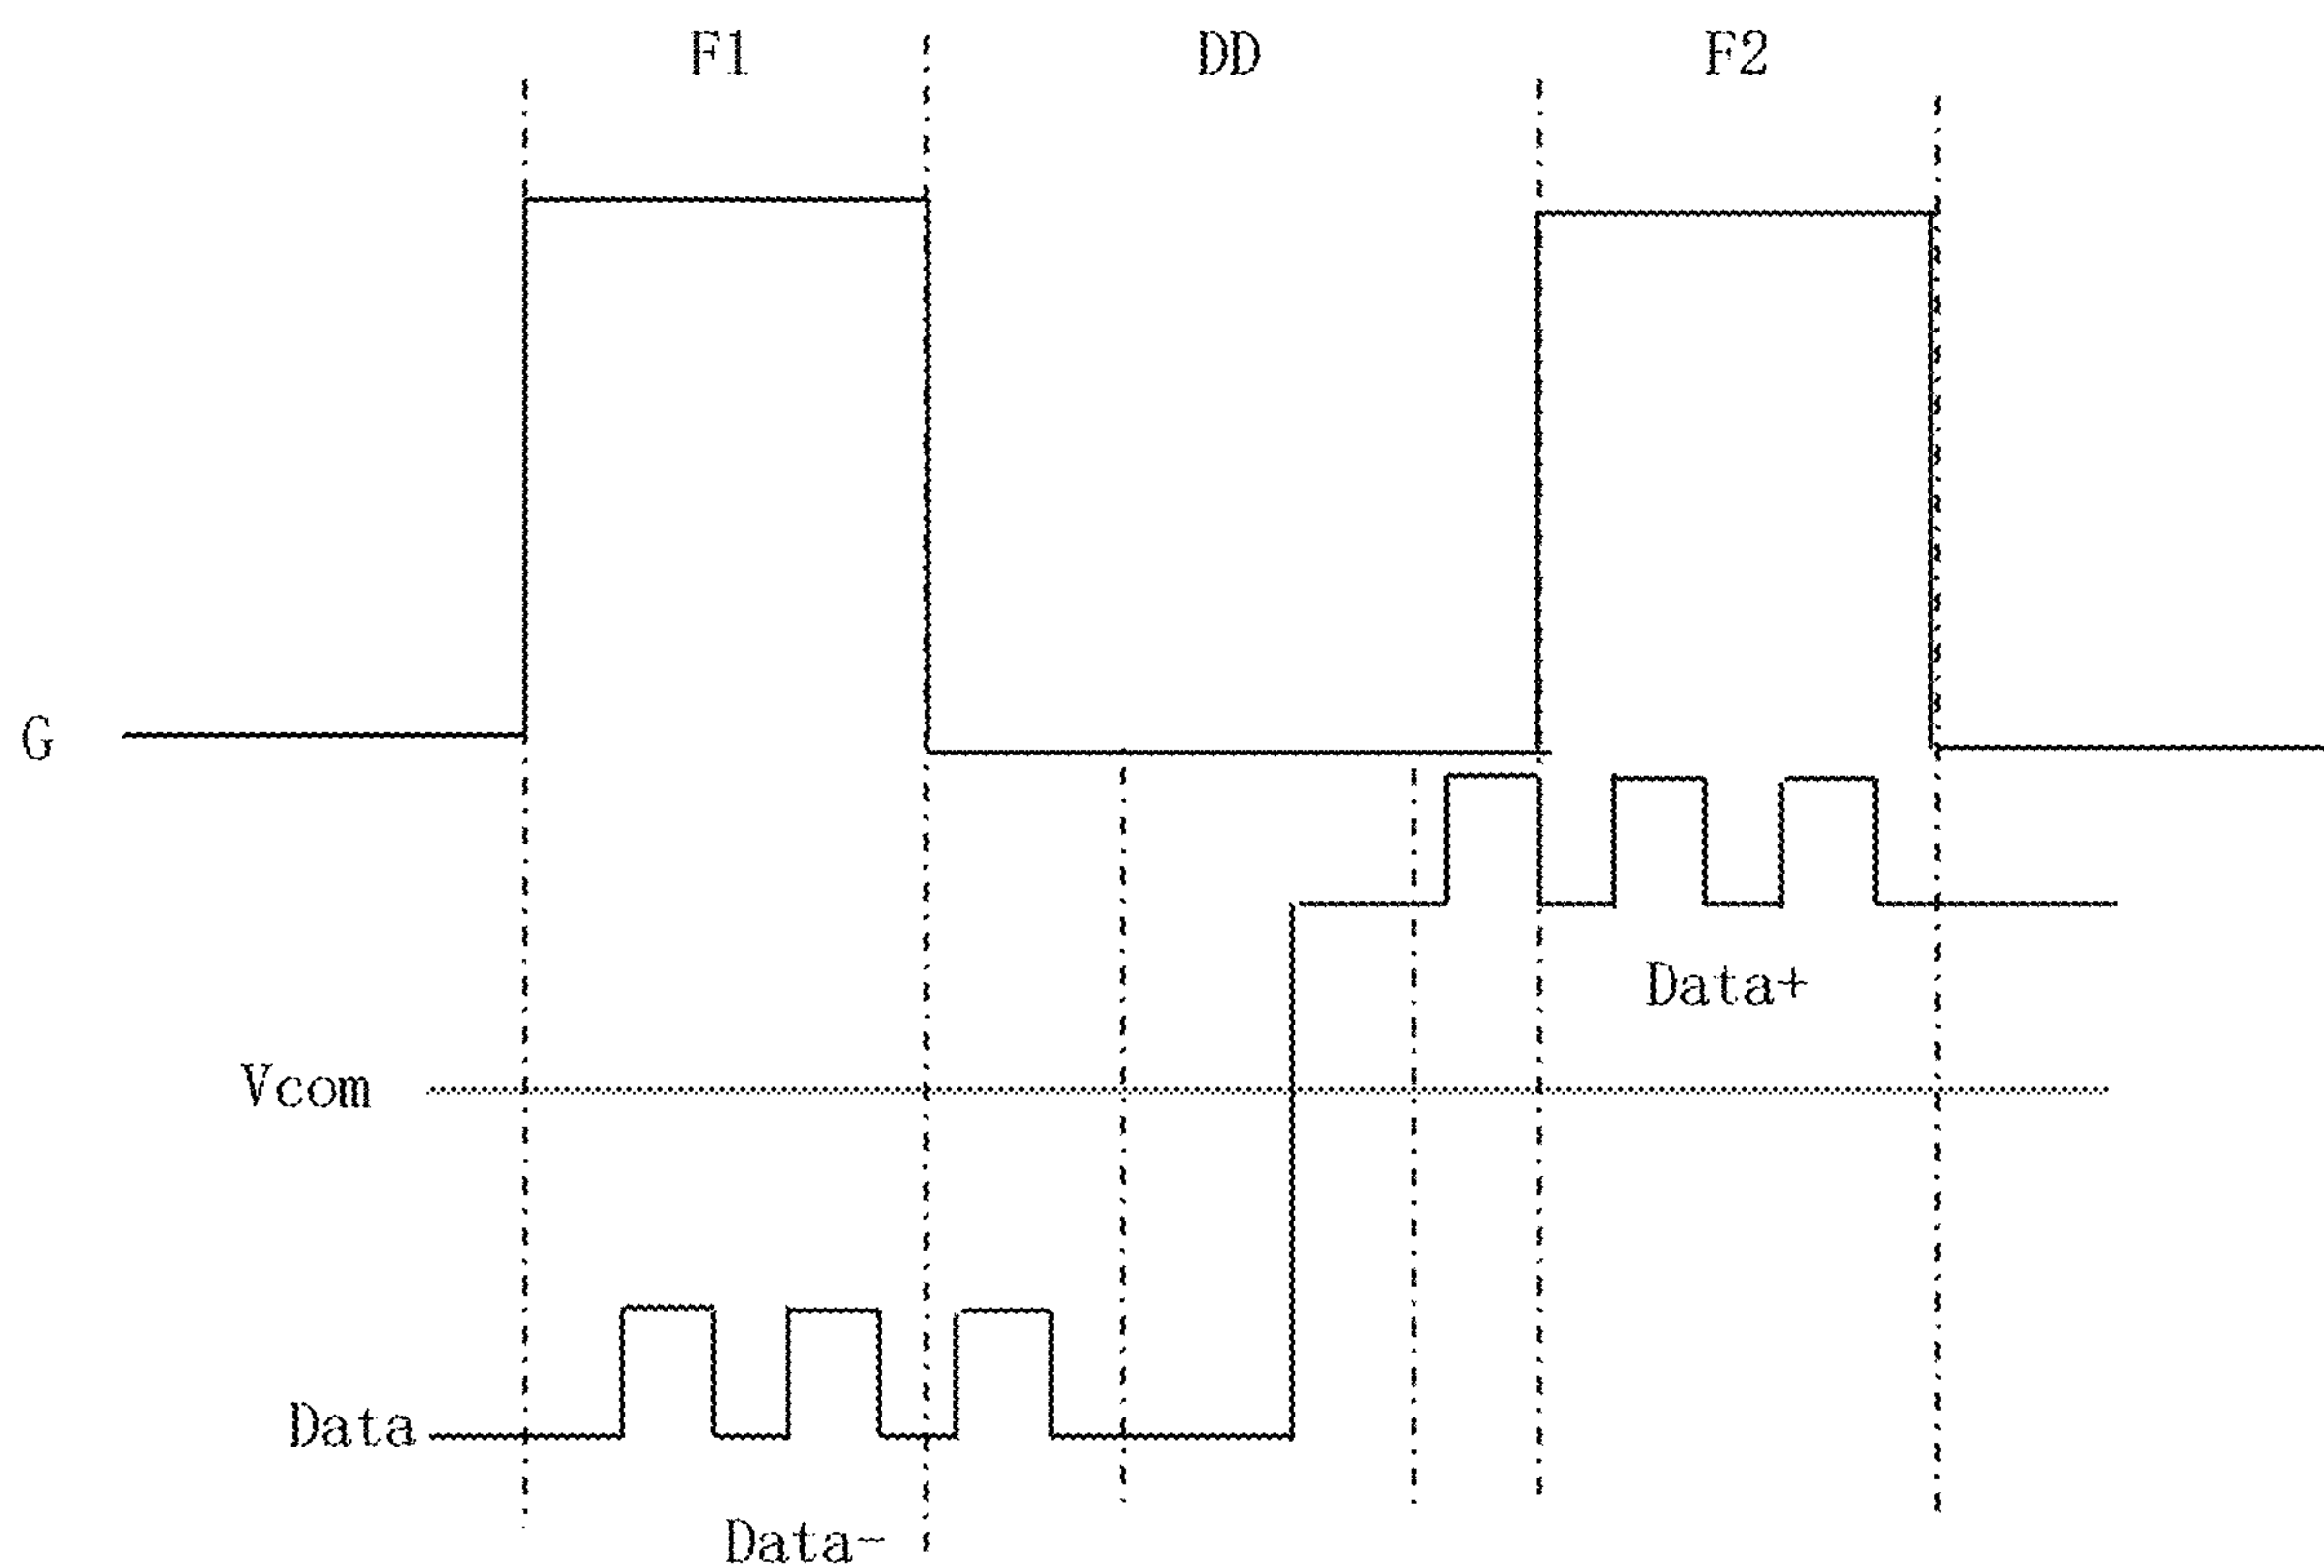 F1 DD F2
G
Data+
Vcom
Data
Data-